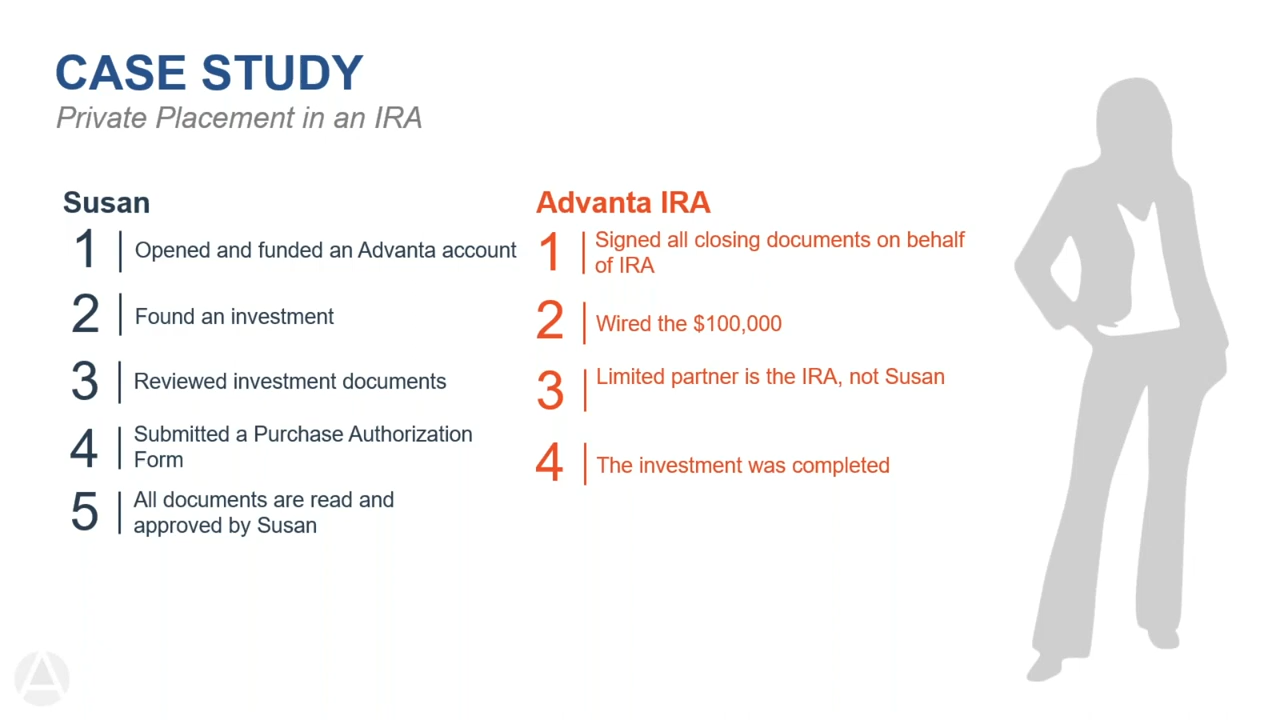 CASE STUDY
Private Placement in an IRA
Susan
1 Opened and funded an Advanta account
2 Found an investment
3 Reviewed investment documents
4 Submitted a Purchase Authorization
Form
5 All documents are read and
approved by Susan
Advanta IRA
1 Signed all closing documents on behalf
of IRA
2 Wired the $100,000
3 Limited partner is the IRA, not Susan
4 The investment was completed